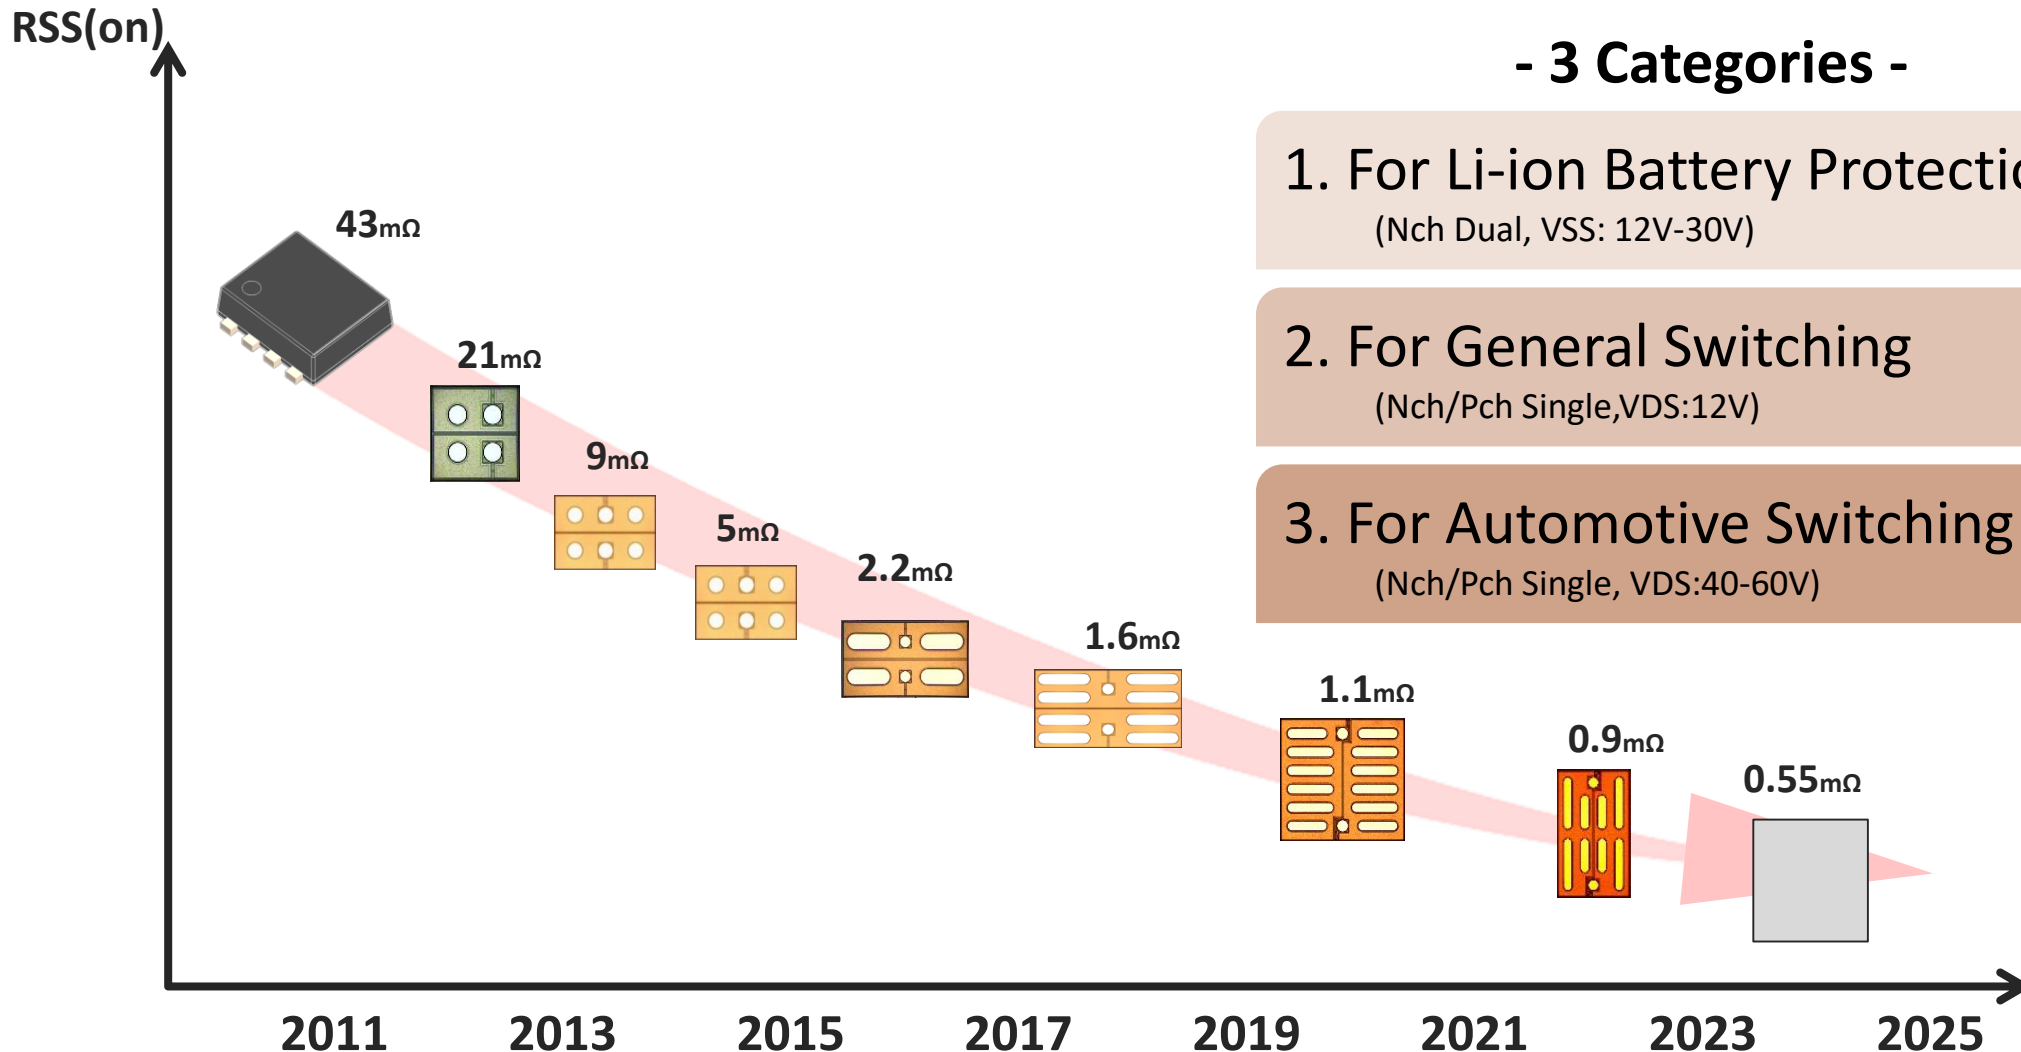 RSS(on)
- 3 Categories -
1. For Li-ion Battery Protectio
(Nch Dual, VSS: 12V-30V)
2. For General Switching
(Nch/Pch Single,VDS:12V)
3. For Automotive Switching
(Nch/Pch Single, VDS:40-60V)
43mΩ
21mΩ
9mΩ
5mΩ
2.2mΩ
1.6mΩ
1.1mΩ
0.9mΩ
0.55mΩ
2011 2013 2015 2017 2019 2021 2023 2025